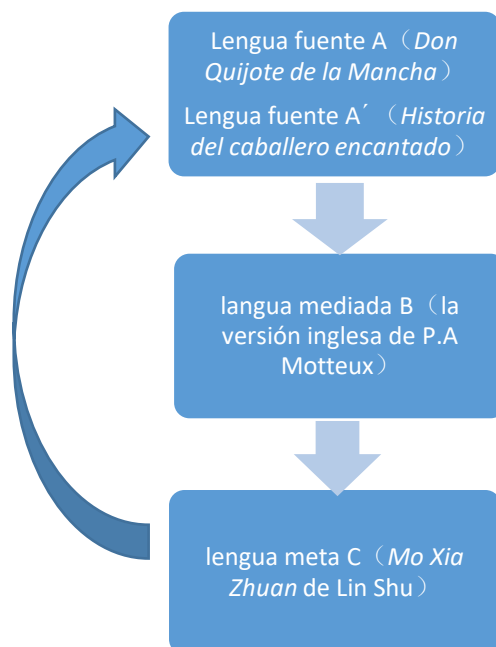 Lengua fuente A（Don
Quijote de la Mancha）
Lengua fuente A´（Historia
del caballero encantado）
langua mediada B（la
versión inglesa de P.A
Motteux）
lengua meta C（Mo Xia
Zhuan de Lin Shu）